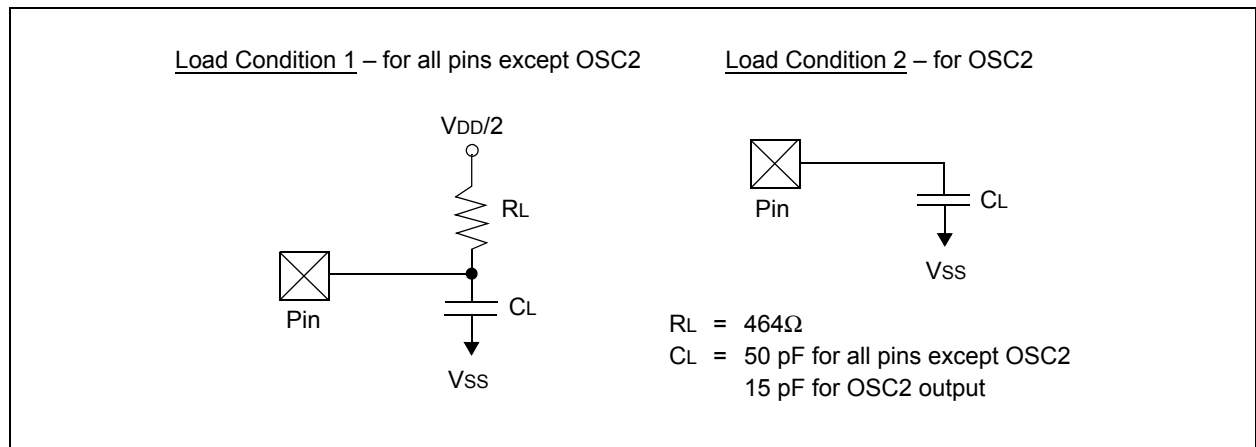 Load Condition 1 – for all pins except OSC2
Load Condition 2 – for OSC2
VDD/2
RL
Pin
CL
VSS
Pin
CL
VSS
RL = 464Ω
CL = 50 pF for all pins except OSC2
15 pF for OSC2 output